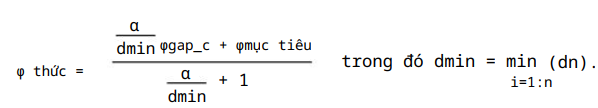 φ thức = (α/dmin φgap_c + φmục tiêu) / (α/dmin + 1) trong đó dmin = min (dn).
i=1:n